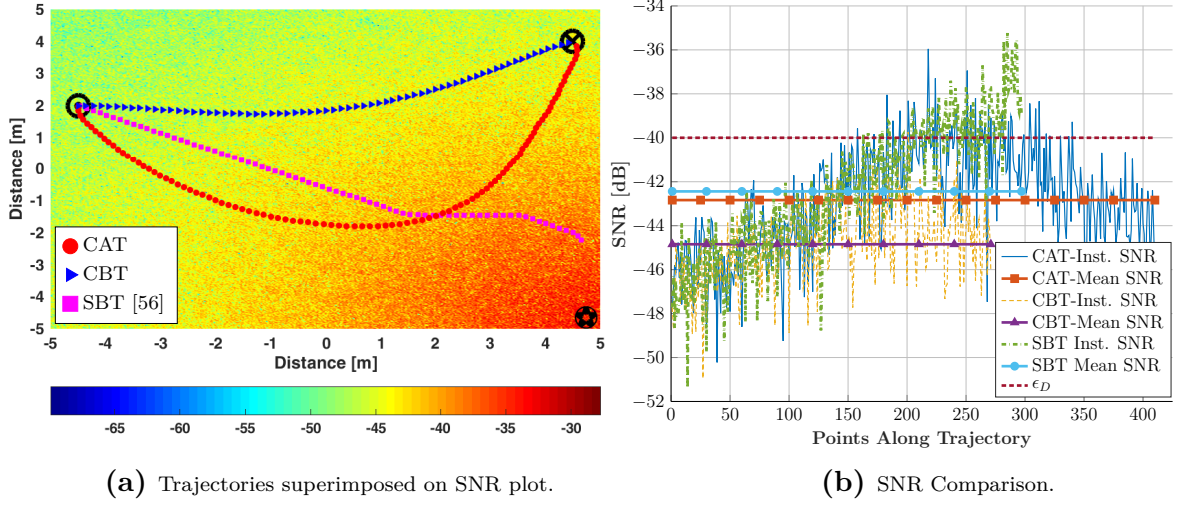 5
4
3
2
1
0
-1
-2
-3
-4
-5
Distance [m]
CAT
CBT
SBT [56]
-5 -4 -3 -2 -1 0 1 2 3 4 5
Distance [m]
-65 -60 -55 -50 -45 -40 -35 -30
(a) Trajectories superimposed on SNR plot.
−34
−36
−38
−40
−42
−44
−46
−48
−50
−52
SNR [dB]
CAT-Inst. SNR
CAT-Mean SNR
CBT-Inst. SNR
CBT-Mean SNR
SBT Inst. SNR
SBT Mean SNR
ϵD
0 50 100 150 200 250 300 350 400
Points Along Trajectory
(b) SNR Comparison.